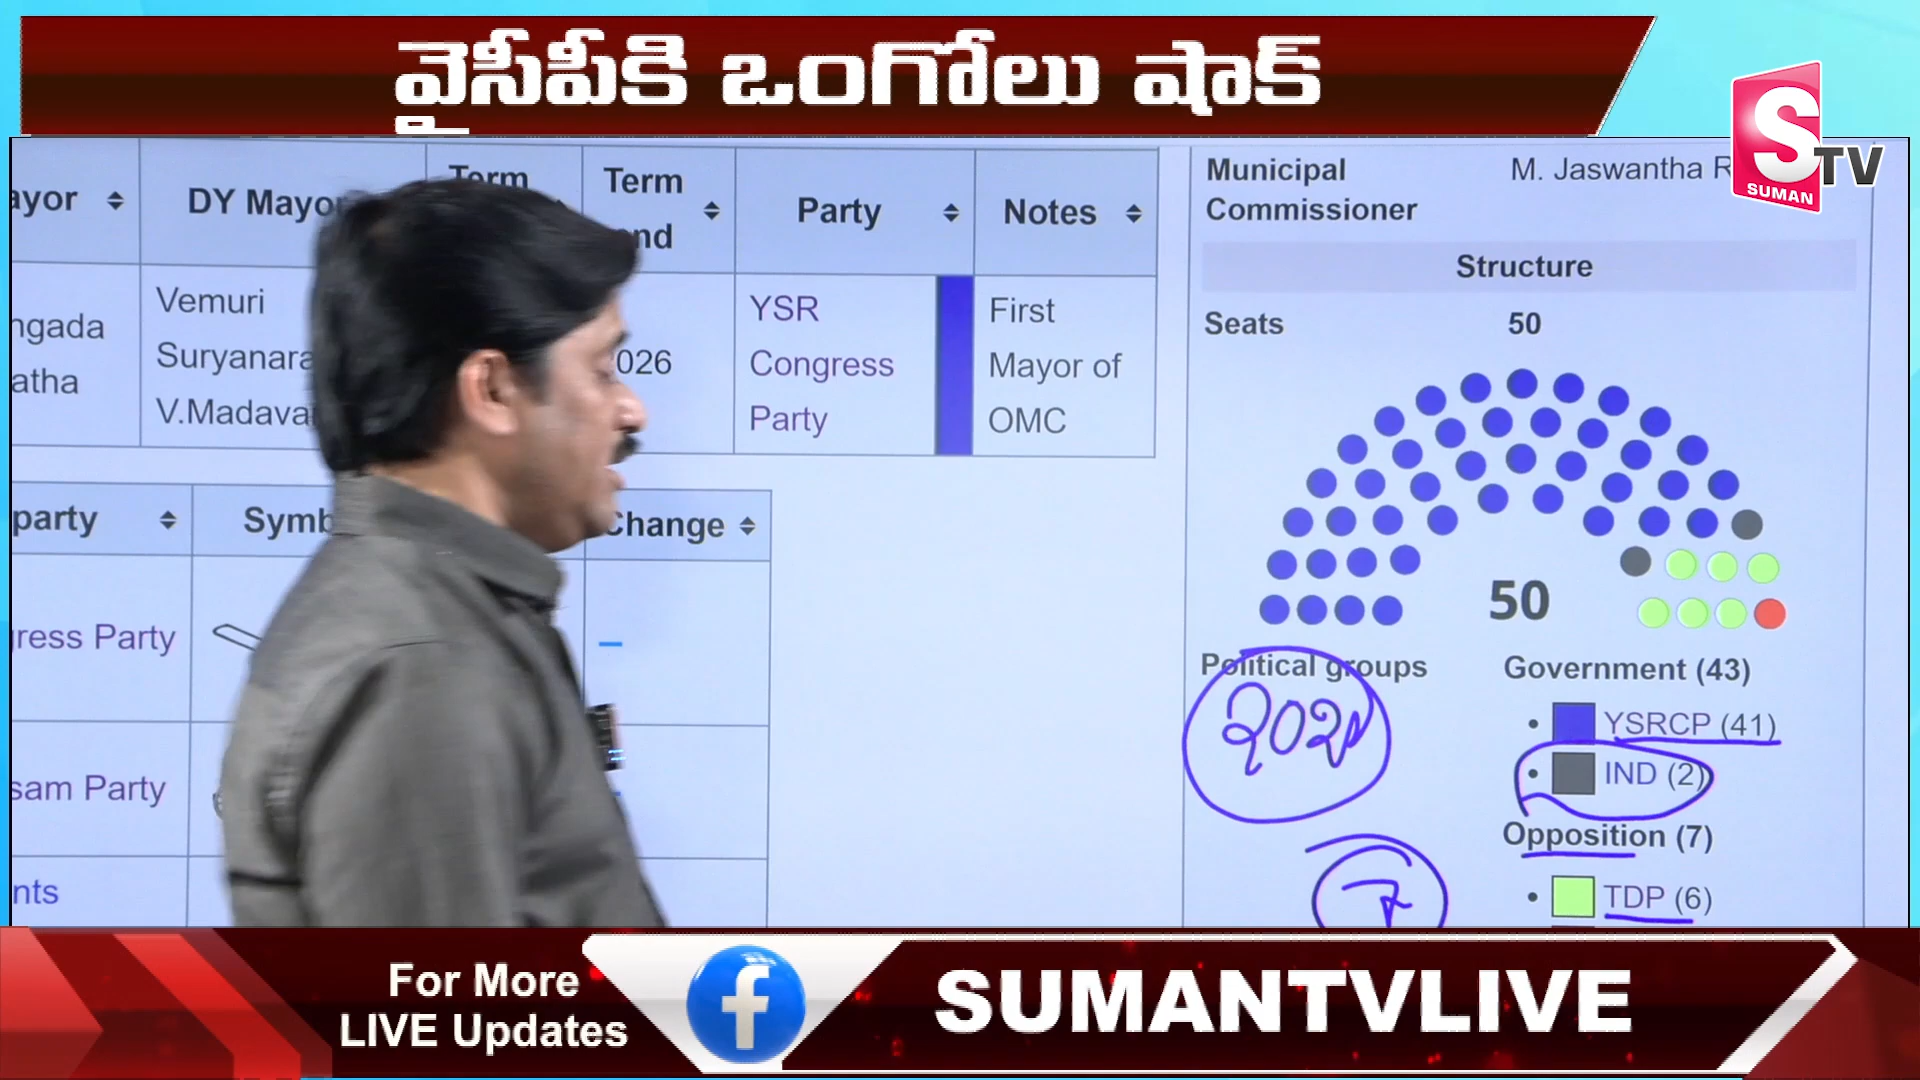 వైసీపీకి ఒంగోలు షాక్
S TV
SUMAN
ayor
DY Mayor
Term
Term
end
Party
Notes
ngada
atha
Vemuri
Suryanara
V.Madava
026
YSR
Congress
Party
First
Mayor of
OMC
party
Symb
Change
gress Party
sam Party
nts
Municipal
Commissioner
M. Jaswantha R
Structure
Seats 50
50
Political groups
Government (43)
YSRCP (41)
IND (2)
Opposition (7)
TDP (6)
2021
7
For More
LIVE Updates
f
SUMANTVLIVE